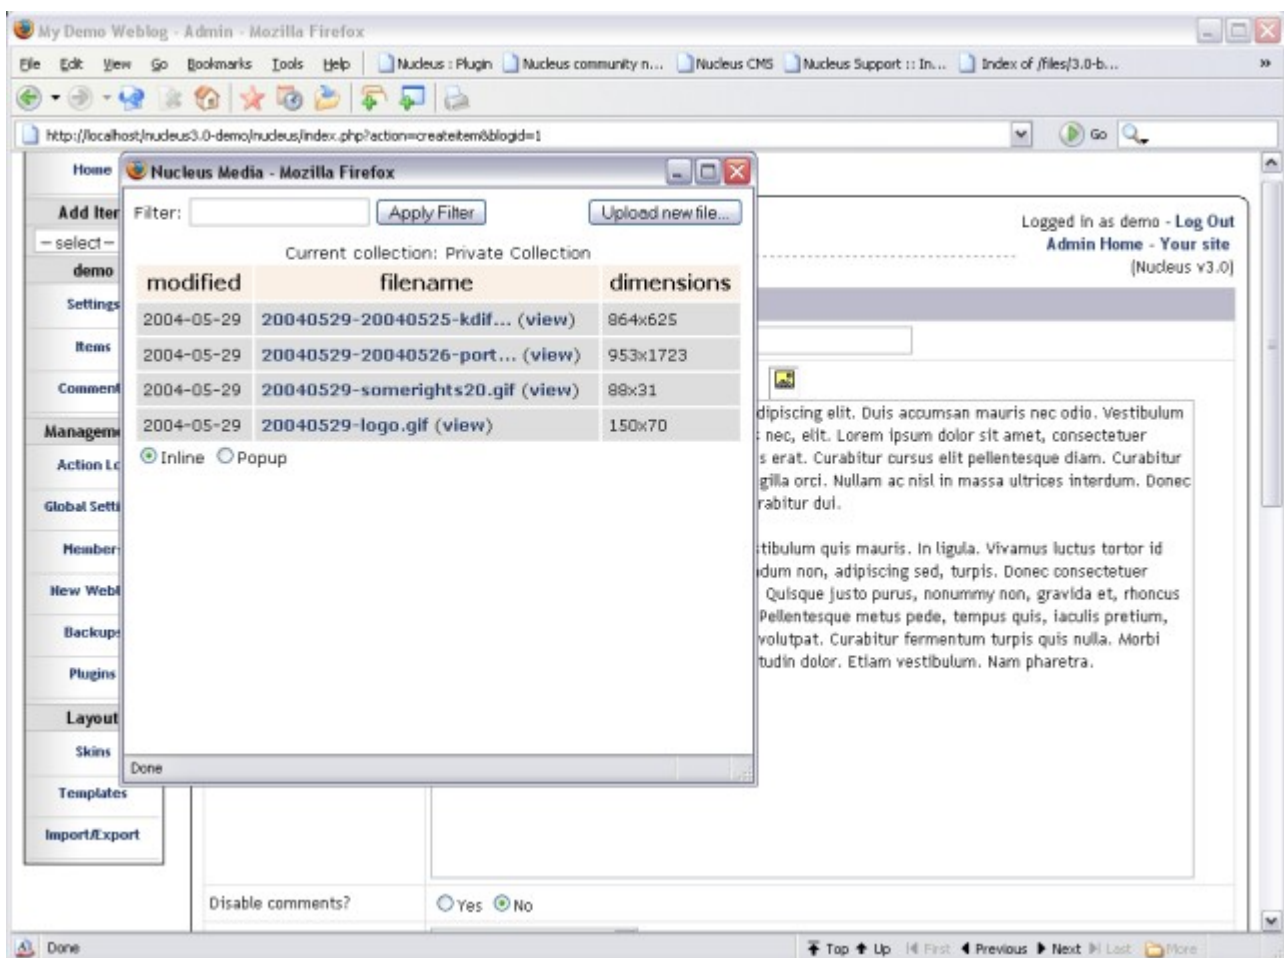 My Demo Weblog - Admin - Mozilla Firefox
File Edit View Go Bookmarks Tools Help Nucleus : Plugin Nucleus community n... Nucleus CMS Nucleus Support :: In... Index of /files/3.0-b... »
http://localhost/nucleus3.0-demo/nucleus/index.php?action=createitem&blogid=1 Go
Nucleus Media - Mozilla Firefox
Filter: Apply Filter Upload new file...
Current collection: Private Collection
modified filename dimensions
2004-05-29 20040529-20040525-kdif... (view) 864x625
2004-05-29 20040529-20040526-port... (view) 953x1723
2004-05-29 20040529-somerights20.gif (view) 88x31
2004-05-29 20040529-logo.gif (view) 150x70
Inline Popup
Done
Home
Add Iter
- select -
demo
Settings
Items
Comment
Manageme
Action Lo
Global Setti
Member
New Webl
Backups
Plugins
Layout
Skins
Templates
Import/Export
Logged in as demo - Log Out
Admin Home - Your site
(Nucleus v3.0)
dipiscing elit. Duis accumsan mauris nec odio. Vestibulum
nec, elit. Lorem ipsum dolor sit amet, consectetuer
s erat. Curabitur cursus elit pellentesque diam. Curabitur
gilla orci. Nullam ac nisl in massa ultrices interdum. Donec
rabitur dui.
tibulum quis mauris. In ligula. Vivamus luctus tortor id
dum non, adipiscing sed, turpis. Donec consectetuer
Quisque justo purus, nonummy non, gravida et, rhoncus
Pellentesque metus pede, tempus quis, iaculis pretium,
volutpat. Curabitur fermentum turpis quis nulla. Morbi
tudin dolor. Etiam vestibulum. Nam pharetra.
Disable comments? Yes No
Done Top Up First Previous Next Last More